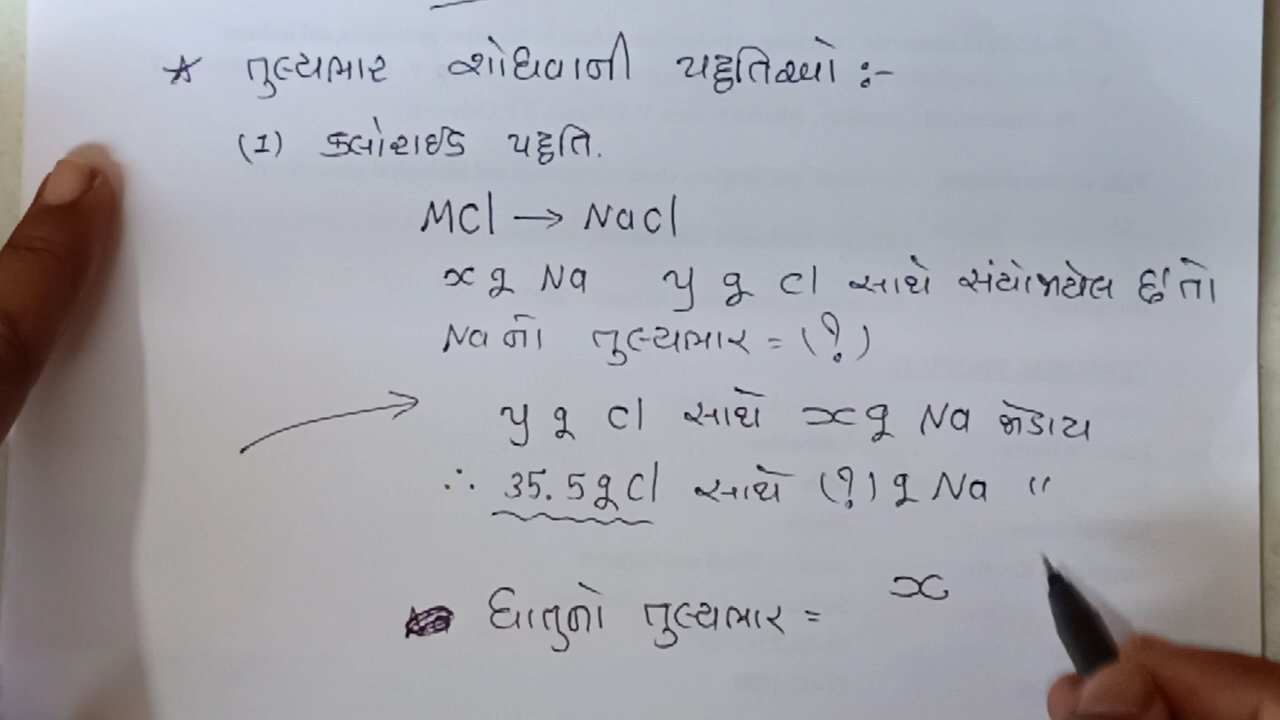 * તુલ્યભાર શોધવાની પદ્ધતિઓ :-
(1) ક્લોરાઈડ પદ્ધતિ.
MCl → NaCl
x ગ્રુ Na y ગ્રુ Cl સાથે સંયોજાયેલ છે તો
Na નો તુલ્યભાર = (?)
y ગ્રુ Cl સાથે x ગ્રુ Na જોડાય
∴ 35.5 ગ્રુ Cl સાથે (?) ગ્રુ Na "
ધાતુનો તુલ્યભાર = x